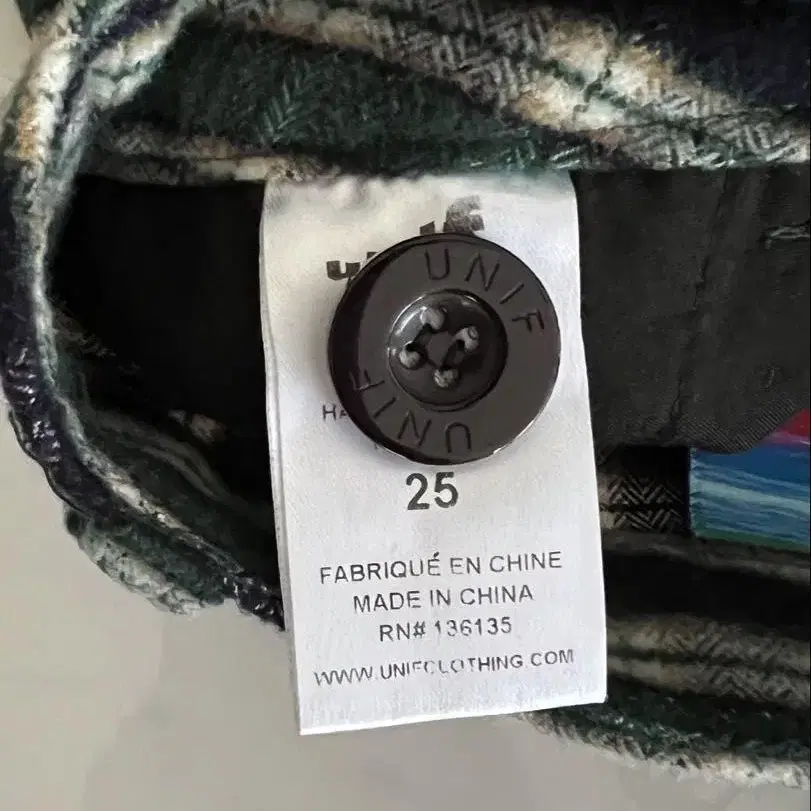 UNIF
UNIF
25
FABRIQUÉ EN CHINE
MADE IN CHINA
RN# 136135
WWW.UNIFCLOTHING.COM